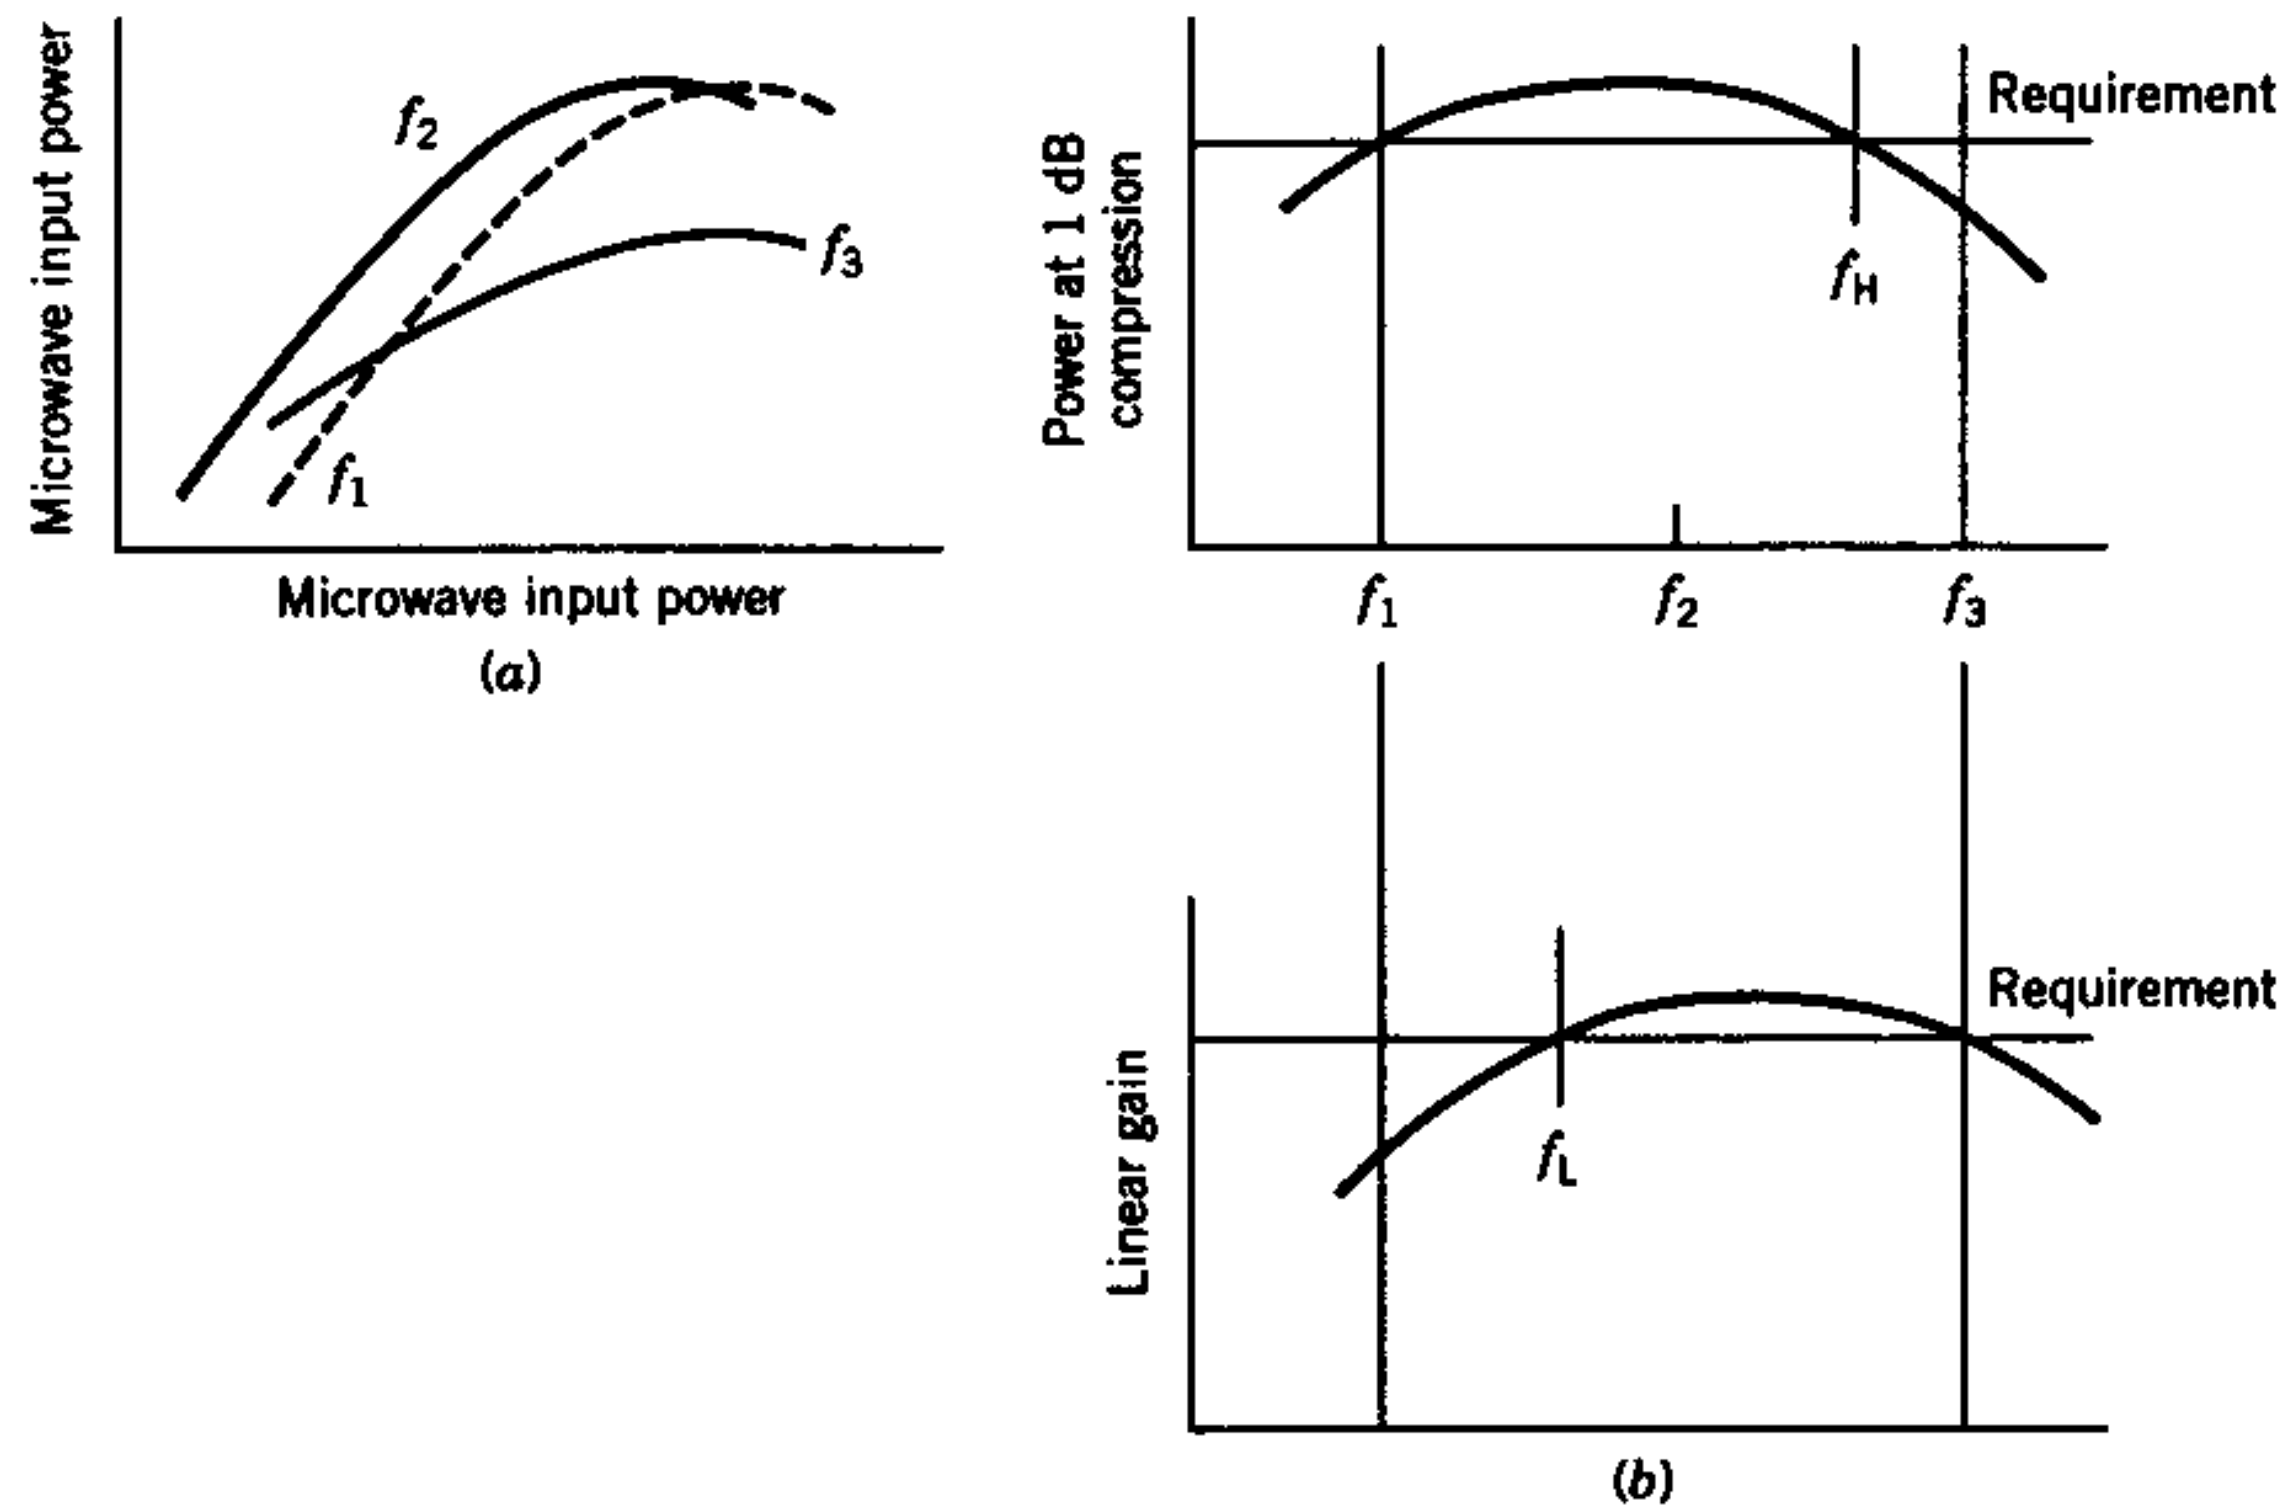 Microwave input power
f2
f1
f3
Microwave input power
(a)
Power at 1 dB
compression
Requirement
fH
f1
f2
f3
Linear gain
Requirement
fL
(b)